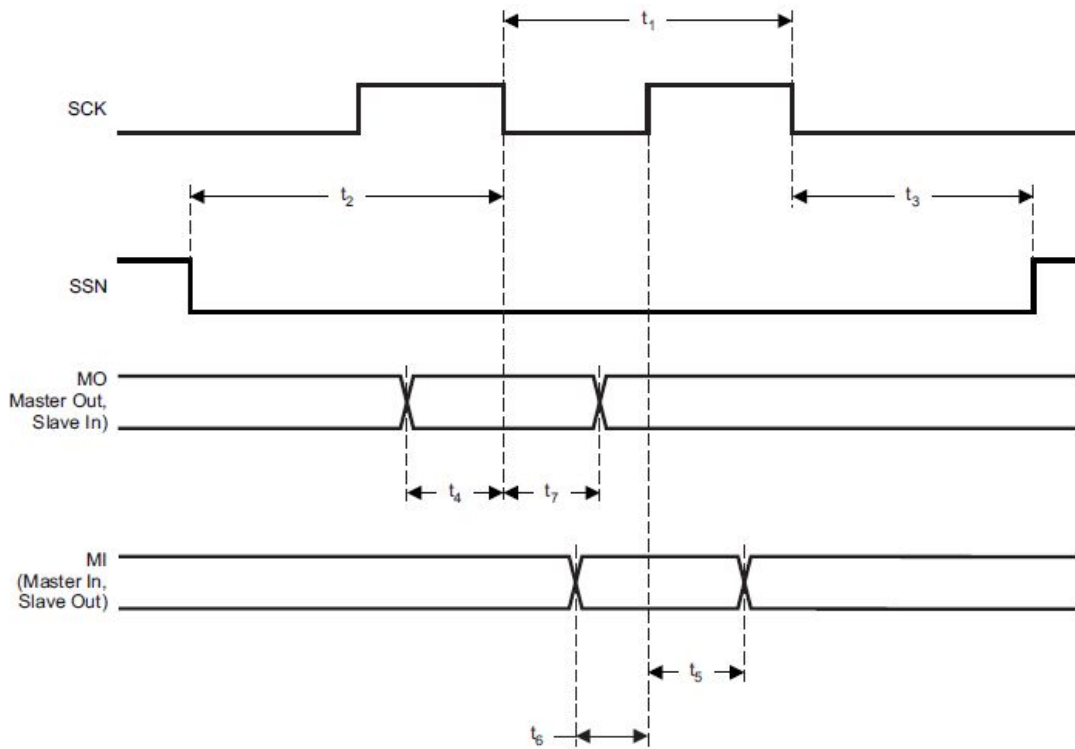 t₁
SCK
t₂
t₃
SSN
MO
Master Out,
Slave In)
t₄
t₇
MI
(Master In,
Slave Out)
t₅
t₆